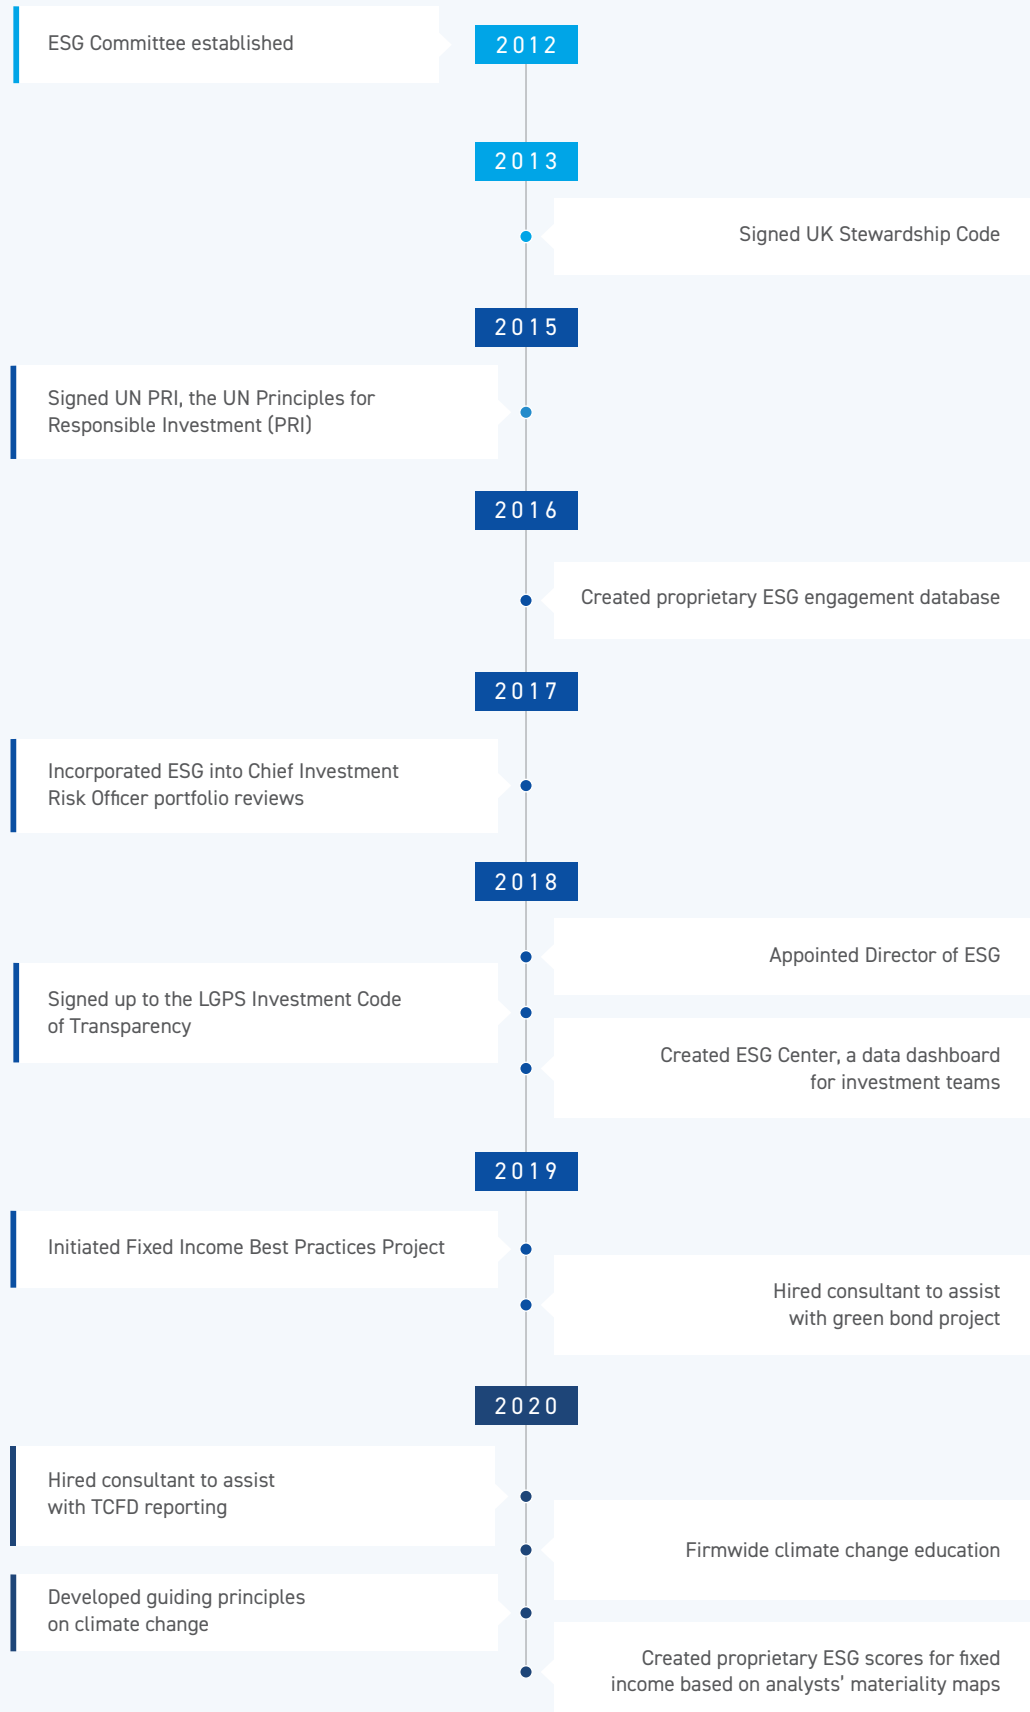 ESG Committee established
2012
2013
Signed UK Stewardship Code
2015
Signed UN PRI, the UN Principles for
Responsible Investment (PRI)
2016
Created proprietary ESG engagement database
2017
Incorporated ESG into Chief Investment
Risk Officer portfolio reviews
2018
Appointed Director of ESG
Signed up to the LGPS Investment Code
of Transparency
Created ESG Center, a data dashboard
for investment teams
2019
Initiated Fixed Income Best Practices Project
Hired consultant to assist
with green bond project
2020
Hired consultant to assist
with TCFD reporting
Firmwide climate change education
Developed guiding principles
on climate change
Created proprietary ESG scores for fixed
income based on analysts’ materiality maps